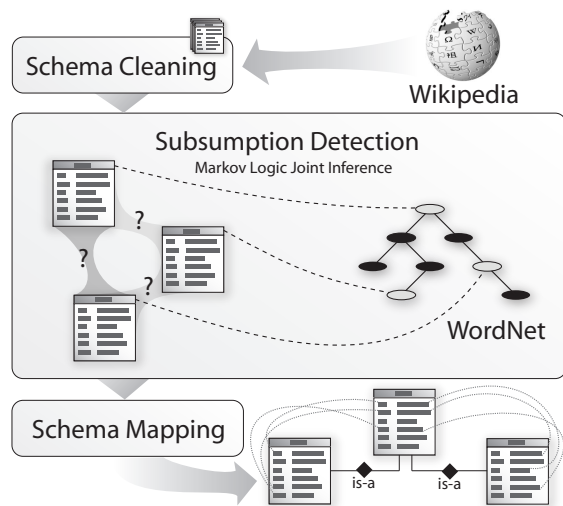 Schema Cleaning
Wikipedia
Subsumption Detection
Markov Logic Joint Inference
?
?
?
WordNet
Schema Mapping
is-a
is-a